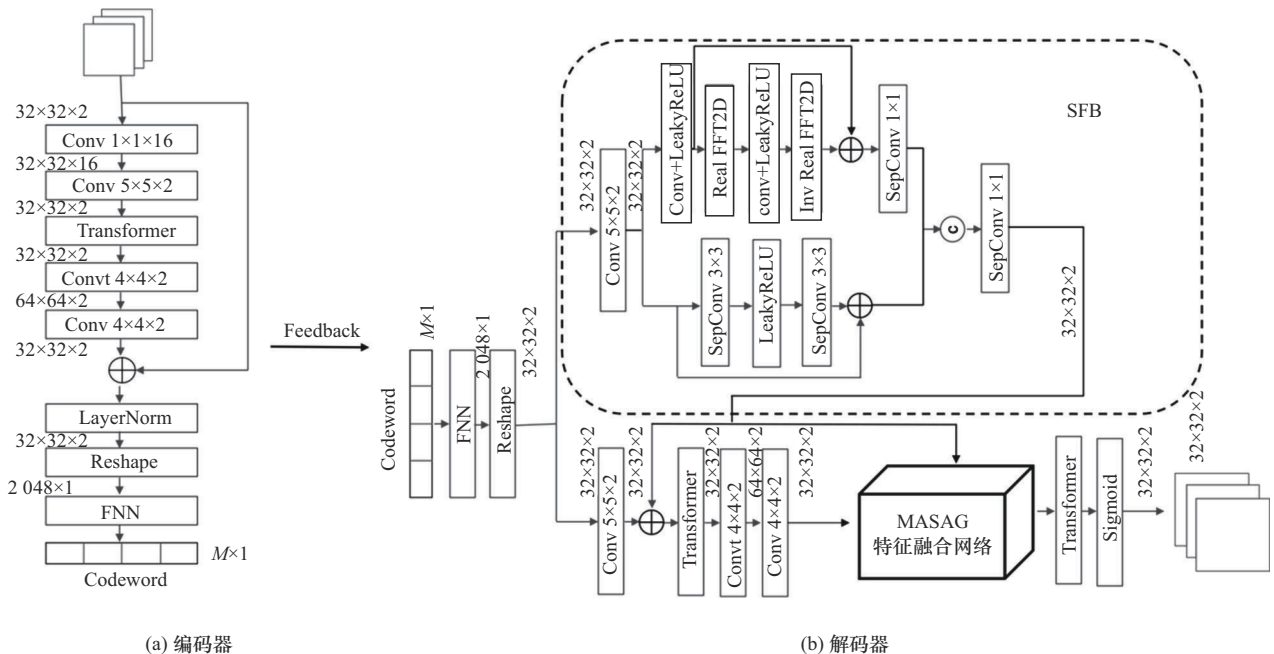 32×32×2
Conv 1×1×16
32×32×16
Conv 5×5×2
32×32×2
Transformer
32×32×2
Convt 4×4×2
64×64×2
Conv 4×4×2
32×32×2
LayerNorm
32×32×2
Reshape
2 048×1
FNN
M×1
Codeword
(a) 编码器
Feedback
Codeword
M×1
FNN
2 048×1
Reshape
32×32×2
SFB
32×32×2
Conv 5×5×2
32×32×2
Conv+LeakyReLU
Real FFT2D
conv+LeakyReLU
Inv Real FFT2D
SepConv 1×1
SepConv 3×3
LeakyReLU
SepConv 3×3
C
SepConv 1×1
32×32×2
32×32×2
Conv 5×5×2
32×32×2
Transformer
32×32×2
Convt 4×4×2
64×64×2
Conv 4×4×2
32×32×2
MASAG
特征融合网络
Transformer
Sigmoid
32×32×2
32×32×2
(b) 解码器